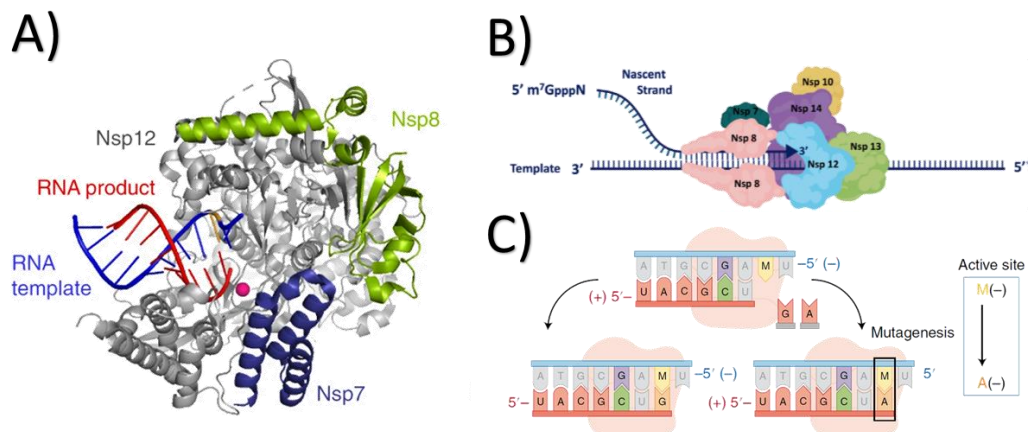 A)
Nsp12
Nsp8
RNA product
RNA
template
Nsp7
B)
5' m⁷GpppN
Nascent
Strand
Nsp 7
Nsp 8
Nsp 10
Nsp 14
3'
Nsp 12
Nsp 13
Template 3'
Nsp 8
5'
C)
A T G C G A M U –5' (–)
(+) 5'– U A C G C U
G A
Mutagenesis
Active site
M(–)
A(–)
A T G C G A M U –5' (–)
5'– U A C G C U G
A T G C G A M U 5'
(+) 5'– U A C G C U A